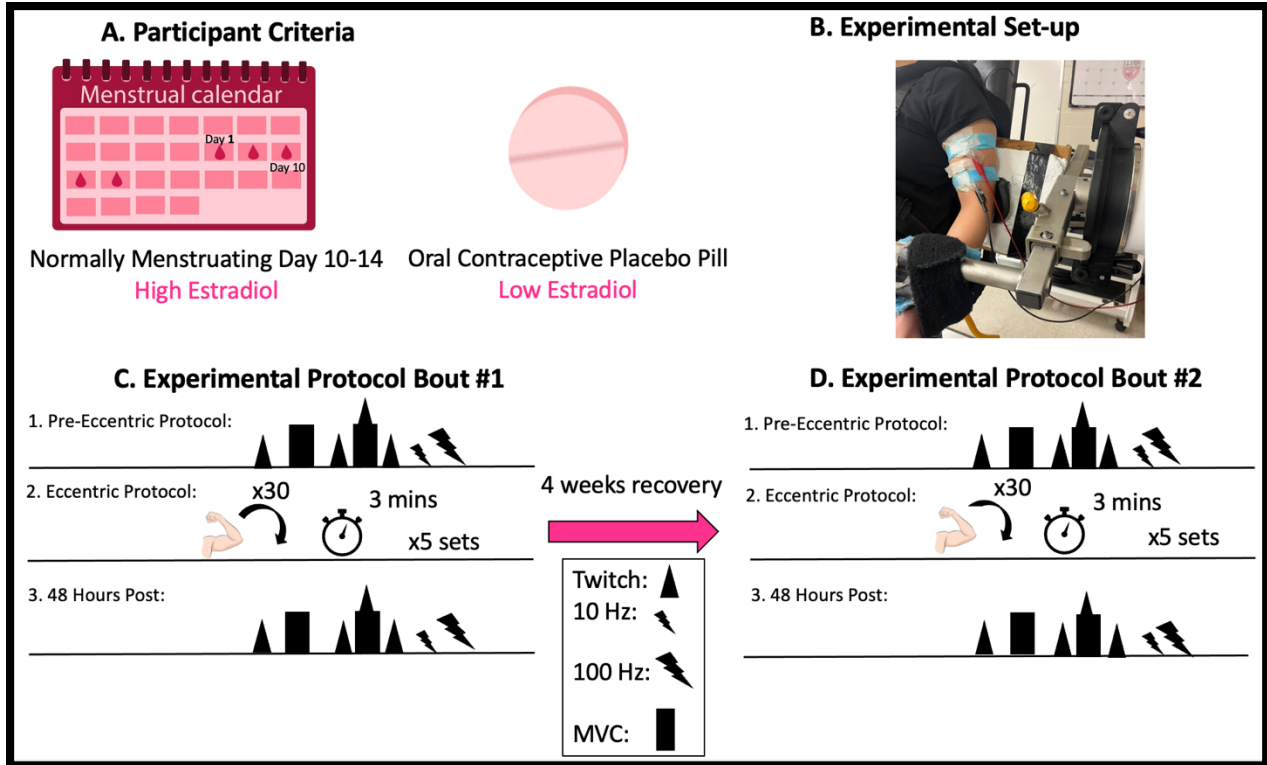 A. Participant Criteria
Menstrual calendar
Day 1
Day 10
Normally Menstruating Day 10-14
High Estradiol
Oral Contraceptive Placebo Pill
Low Estradiol
B. Experimental Set-up
C. Experimental Protocol Bout #1
1. Pre-Eccentric Protocol:
2. Eccentric Protocol:
x30
3 mins
x5 sets
3. 48 Hours Post:
4 weeks recovery
Twitch:
10 Hz:
100 Hz:
MVC:
D. Experimental Protocol Bout #2
1. Pre-Eccentric Protocol:
2. Eccentric Protocol:
x30
3 mins
x5 sets
3. 48 Hours Post: